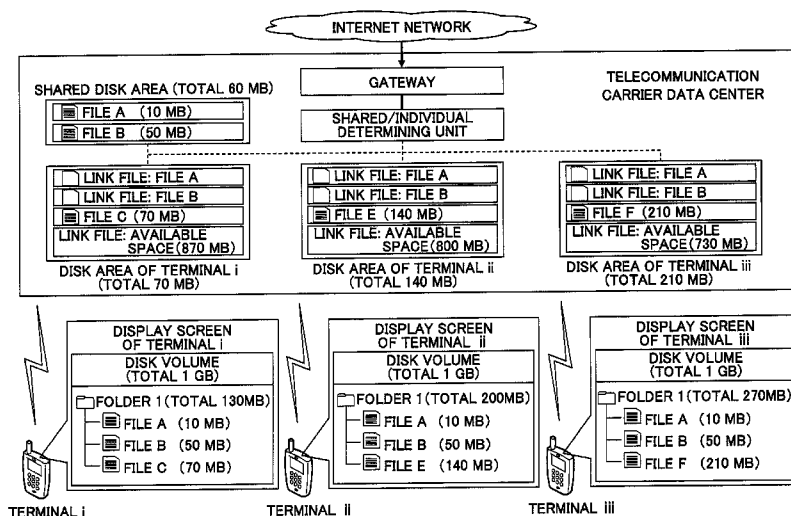 INTERNET NETWORK
SHARED DISK AREA (TOTAL 60 MB)
FILE A (10 MB)
FILE B (50 MB)
GATEWAY
SHARED/INDIVIDUAL
DETERMINING UNIT
TELECOMMUNICATION
CARRIER DATA CENTER
LINK FILE: FILE A
LINK FILE: FILE B
FILE C (70 MB)
LINK FILE: AVAILABLE
SPACE(870 MB)
DISK AREA OF TERMINAL i
(TOTAL 70 MB)
LINK FILE: FILE A
LINK FILE: FILE B
FILE E (140 MB)
LINK FILE: AVAILABLE
SPACE(800 MB)
DISK AREA OF TERMINAL ii
(TOTAL 140 MB)
LINK FILE: FILE A
LINK FILE: FILE B
FILE F (210 MB)
LINK FILE: AVAILABLE
SPACE(730 MB)
DISK AREA OF TERMINAL iii
(TOTAL 210 MB)
DISPLAY SCREEN
OF TERMINAL i
DISK VOLUME
(TOTAL 1 GB)
FOLDER 1(TOTAL 130MB)
FILE A (10 MB)
FILE B (50 MB)
FILE C (70 MB)
TERMINAL i
DISPLAY SCREEN
OF TERMINAL ii
DISK VOLUME
(TOTAL 1 GB)
FOLDER 1(TOTAL 200MB)
FILE A (10 MB)
FILE B (50 MB)
FILE E (140 MB)
TERMINAL ii
DISPLAY SCREEN
OF TERMINAL iii
DISK VOLUME
(TOTAL 1 GB)
FOLDER 1(TOTAL 270MB)
FILE A (10 MB)
FILE B (50 MB)
FILE F (210 MB)
TERMINAL iii